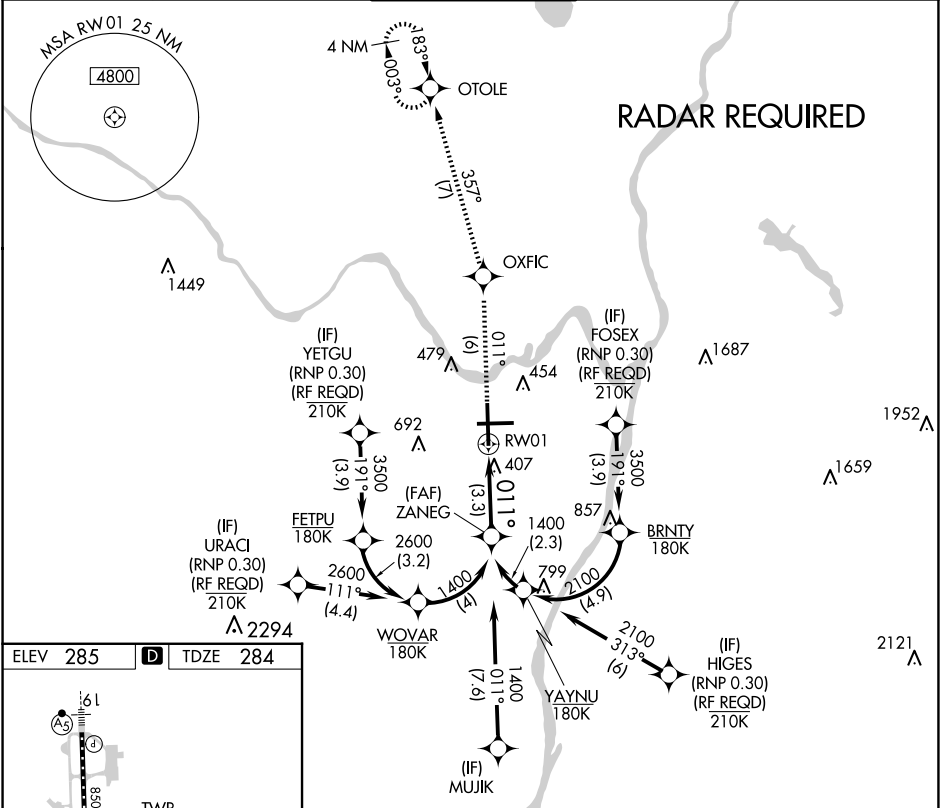 MSA RW01 25 NM
4800
4 NM
183°
003°
OTOLE
RADAR REQUIRED
357°
(7)
OXFIC
1449
011°
(6)
(IF)
YETGU
(RNP 0.30)
(RF REQD)
210K
479
454
(IF)
FOSEX
(RNP 0.30)
(RF REQD)
210K
1687
692
RW01
407
1952
1659
3500
191°
(3.9)
011°
(3.3)
(FAF)
ZANEG
3500
191°
(3.9)
857
FETPU
180K
2600
(3.2)
1400
(2.3)
BRNTY
180K
(IF)
URACI
(RNP 0.30)
(RF REQD)
210K
2600
111°
(4.4)
1400
(4)
799
2100
(4.9)
2294
WOVAR
180K
2100
313°
(6)
(IF)
HIGES
(RNP 0.30)
(RF REQD)
210K
2121
1400
011°
(7.6)
YAYNU
180K
(IF)
MUJIK
ELEV 285
D
TDZE 284
19
A5
P
850
TWR